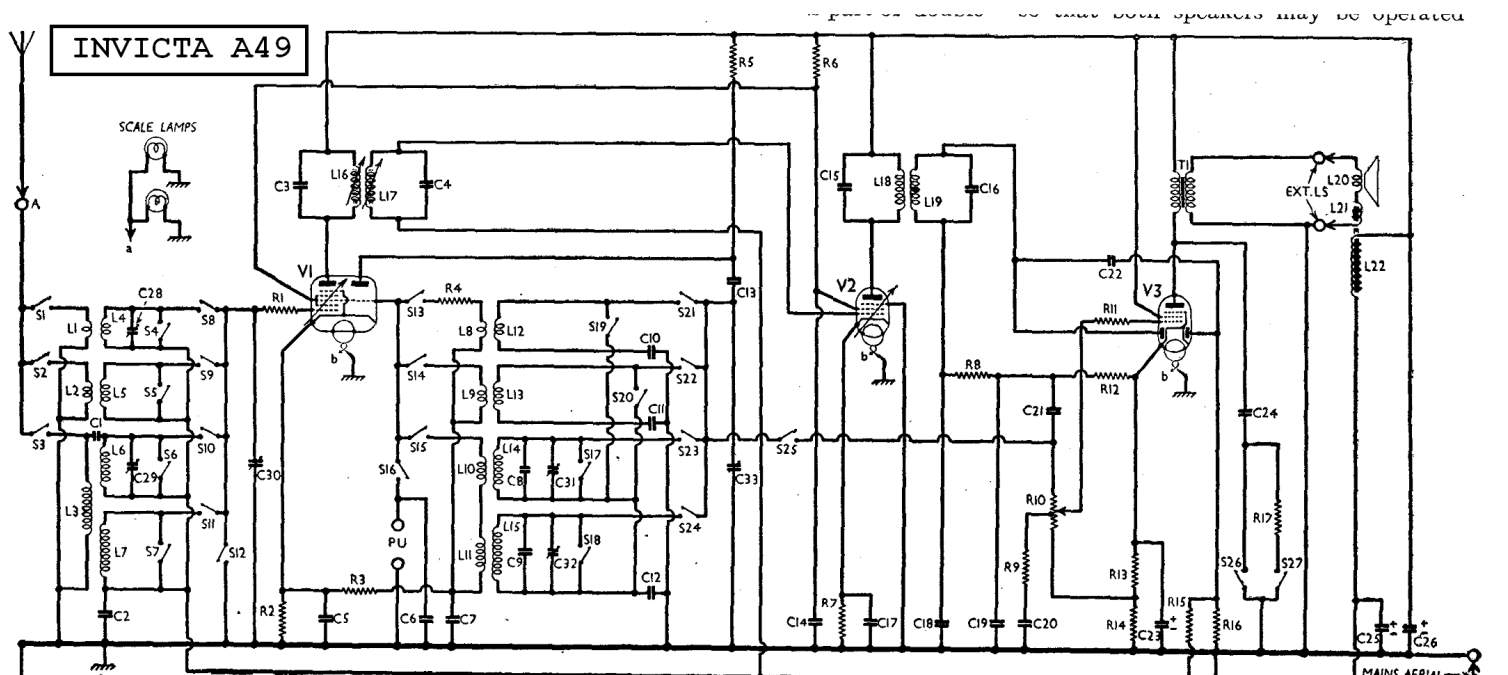 so that both speakers may be operated
INVICTA A49
SCALE LAMPS
a
A
R5
R6
C3
L16
L17
C4
C15
L18
L19
C16
T1
EXT.LS
L20
L21
L22
V1
V2
V3
b
b
b
C22
C13
R1
R4
R11
S1
L1
L4
C28
S4
S8
S13
L8
L12
S19
S21
C10
S2
L2
L5
S5
S9
S14
L9
L13
S20
S22
C11
R8
R12
C21
C24
S3
C1
L6
C29
S6
S10
C30
S15
S16
L10
L14
C8
C31
S17
S23
C33
S25
R10
R17
L3
L7
S7
S11
S12
PU
L11
L15
C9
C32
S18
S24
C12
R9
R13
S26
S27
C2
R2
R3
C5
C6
C7
C14
R7
C17
C18
C19
C20
R14
C23
R15
R16
C25
C26
MAINS AERIAL